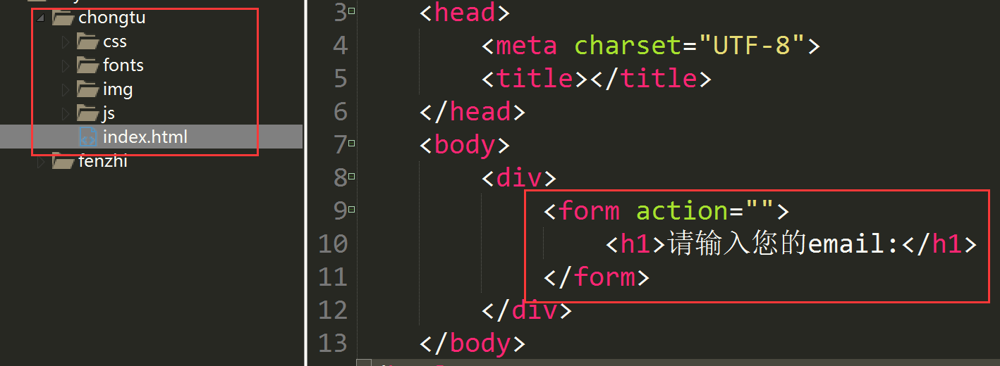 chongtu
css
fonts
img
js
index.html
fenzhi
3 <head>
4 <meta charset="UTF-8">
5 <title></title>
6 </head>
7 <body>
8 <div>
9 <form action="">
10 <h1>请输入您的email:</h1>
11 </form>
12 </div>
13 </body>